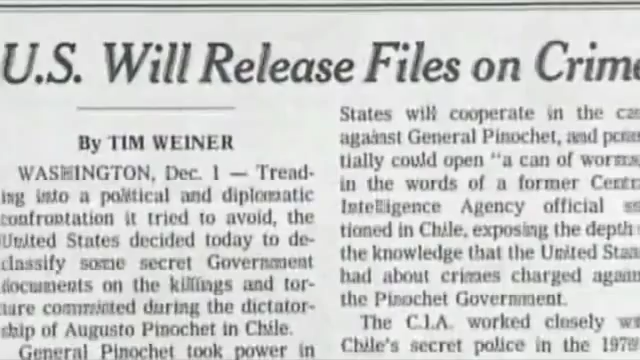 U.S. Will Release Files on Crime
By TIM WEINER
WASHINGTON, Dec. 1 — Tread-
ing into a political and diplomatic
confrontation it tried to avoid, the
United States decided today to de-
classify some secret Government
documents on the killings and tor-
ture committed during the dictator-
ship of Augusto Pinochet in Chile.
General Pinochet took power in
States will cooperate in the
against General Pinochet, and
tially could open "a can of worms
in the words of a former Centr
Intelligence Agency official
tioned in Chile, exposing the depth
the knowledge that the United Stat
had about crimes charged again
the Pinochet Government.
The C.I.A. worked closely
Chile's secret police in the 197